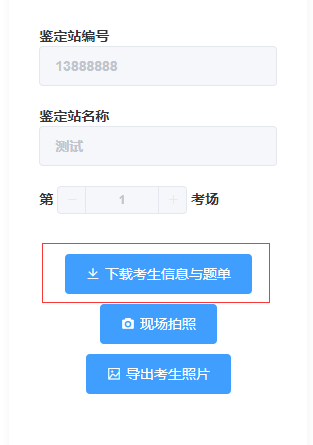 鉴定站编号
13888888
鉴定站名称
测试
第 － 1 + 考场
下载考生信息与题单
现场拍照
导出考生照片